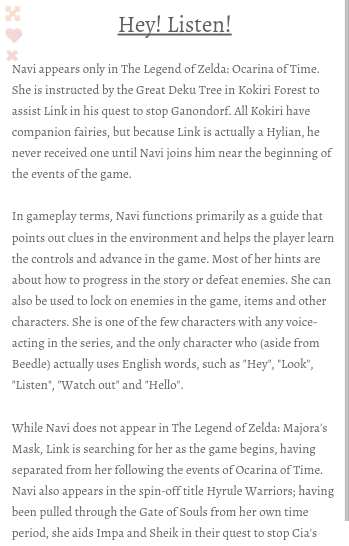 Hey! Listen!
Navi appears only in The Legend of Zelda: Ocarina of Time.
She is instructed by the Great Deku Tree in Kokiri Forest to
assist Link in his quest to stop Ganondorf. All Kokiri have
companion fairies, but because Link is actually a Hylian, he
never received one until Navi joins him near the beginning of
the events of the game.
In gameplay terms, Navi functions primarily as a guide that
points out clues in the environment and helps the player learn
the controls and advance in the game. Most of her hints are
about how to progress in the story or defeat enemies. She can
also be used to lock on enemies in the game, items and other
characters. She is one of the few characters with any voice-
acting in the series, and the only character who (aside from
Beedle) actually uses English words, such as "Hey", "Look",
"Listen", "Watch out" and "Hello".
While Navi does not appear in The Legend of Zelda: Majora's
Mask, Link is searching for her as the game begins, having
separated from her following the events of Ocarina of Time.
Navi also appears in the spin-off title Hyrule Warriors; having
been pulled through the Gate of Souls from her own time
period, she aids Impa and Sheik in their quest to stop Cia's